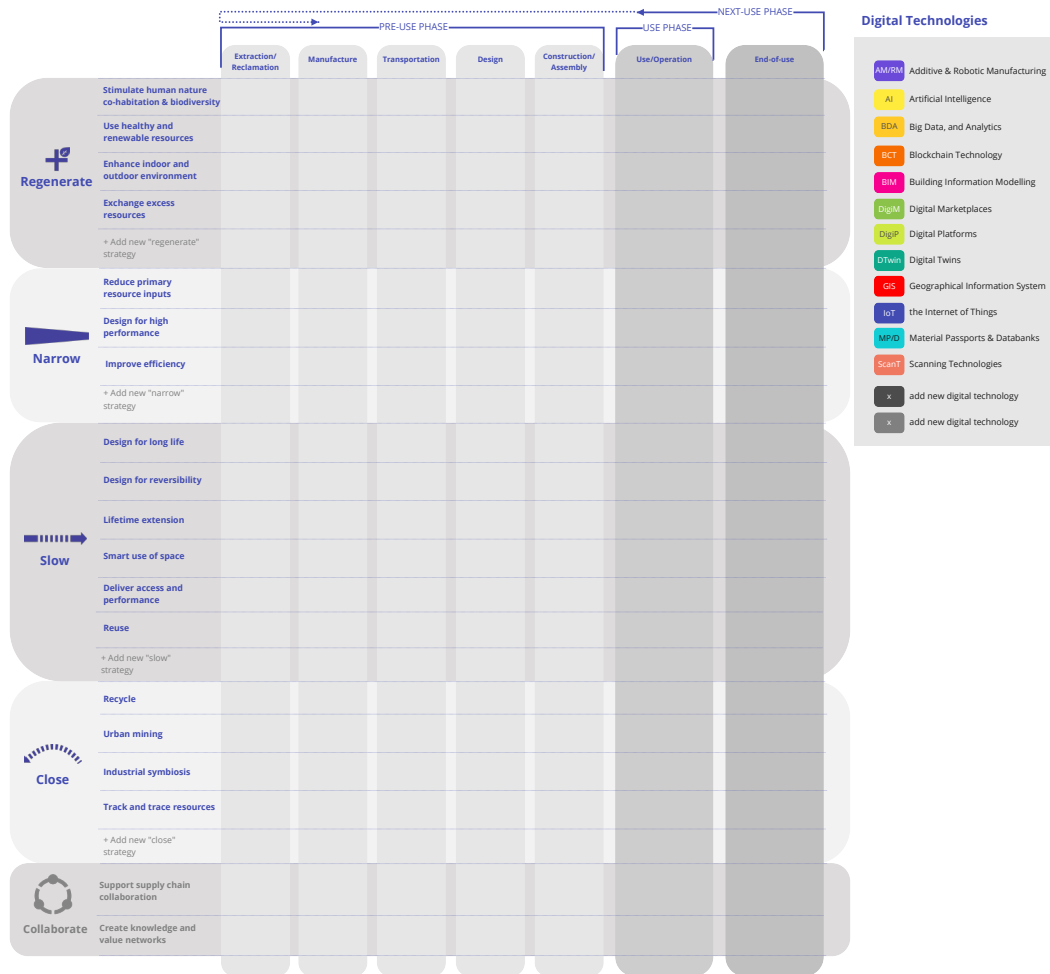 NEXT-USE PHASE
PRE-USE PHASE
USE PHASE
Digital Technologies
Extraction/
Reclamation
Manufacture
Transportation
Design
Construction/
Assembly
Use/Operation
End-of-use
Regenerate
Stimulate human nature
co-habitation & biodiversity
Use healthy and
renewable resources
Enhance indoor and
outdoor environment
Exchange excess
resources
+ Add new "regenerate"
strategy
Narrow
Reduce primary
resource inputs
Design for high
performance
Improve efficiency
+ Add new "narrow"
strategy
Slow
Design for long life
Design for reversibility
Lifetime extension
Smart use of space
Deliver access and
performance
Reuse
+ Add new "slow"
strategy
Close
Recycle
Urban mining
Industrial symbiosis
Track and trace resources
+ Add new "close"
strategy
Collaborate
Support supply chain
collaboration
Create knowledge and
value networks
AM/RM Additive & Robotic Manufacturing
AI Artificial Intelligence
BDA Big Data, and Analytics
BCT Blockchain Technology
BIM Building Information Modelling
DigiM Digital Marketplaces
DigiP Digital Platforms
DTwin Digital Twins
GIS Geographical Information System
IoT the Internet of Things
MP/D Material Passports & Databanks
ScanT Scanning Technologies
x add new digital technology
x add new digital technology